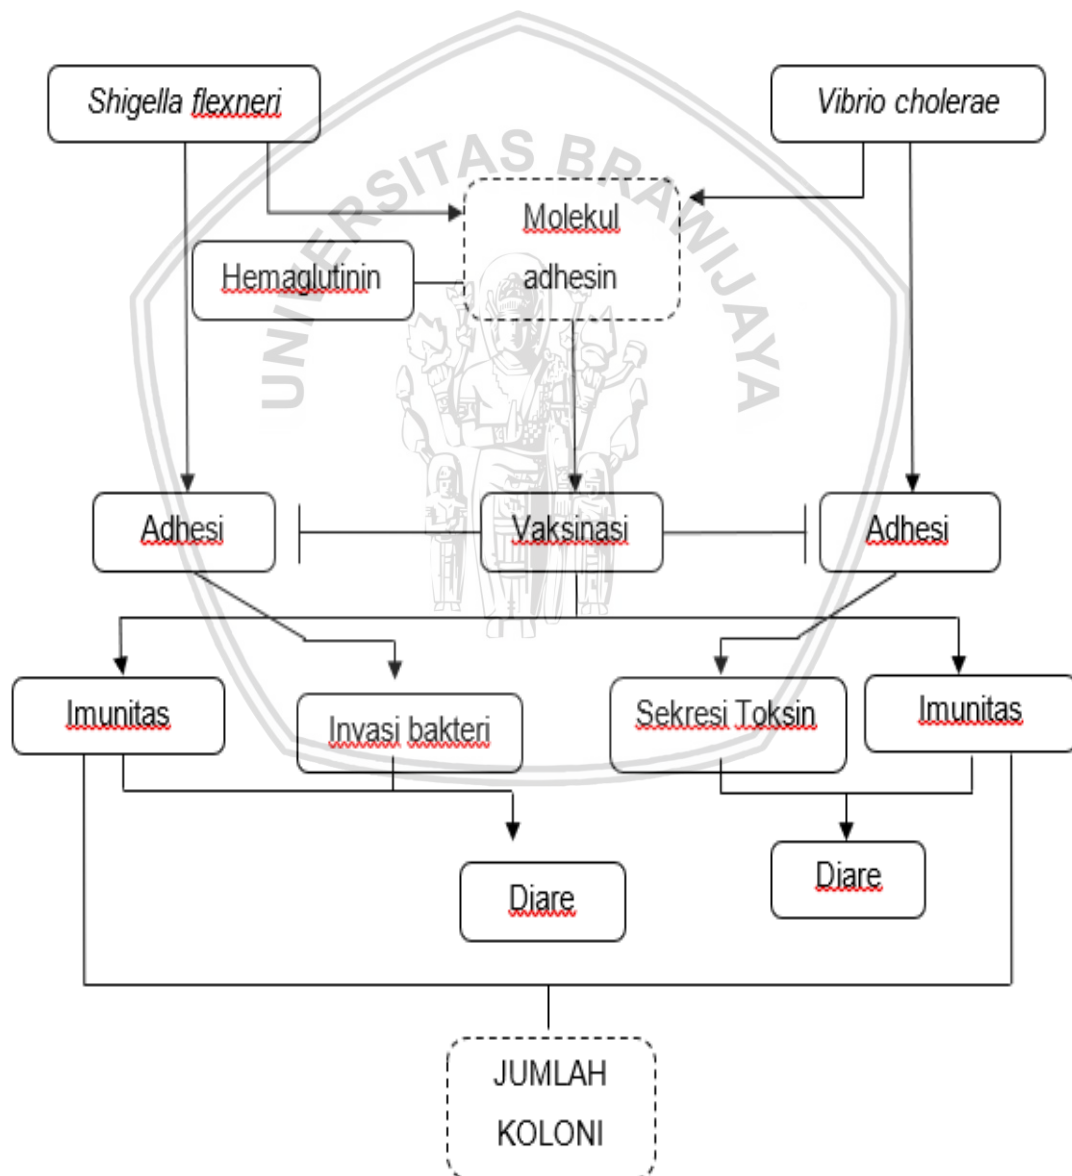 Shigella flexneri
Vibrio cholerae
UNIVERSITAS BRAWIJAYA
Molekul
adhesin
Hemaglutinin
Adhesi
Vaksinasi
Adhesi
Imunitas
Invasi bakteri
Sekresi Toksin
Imunitas
Diare
Diare
JUMLAH
KOLONI